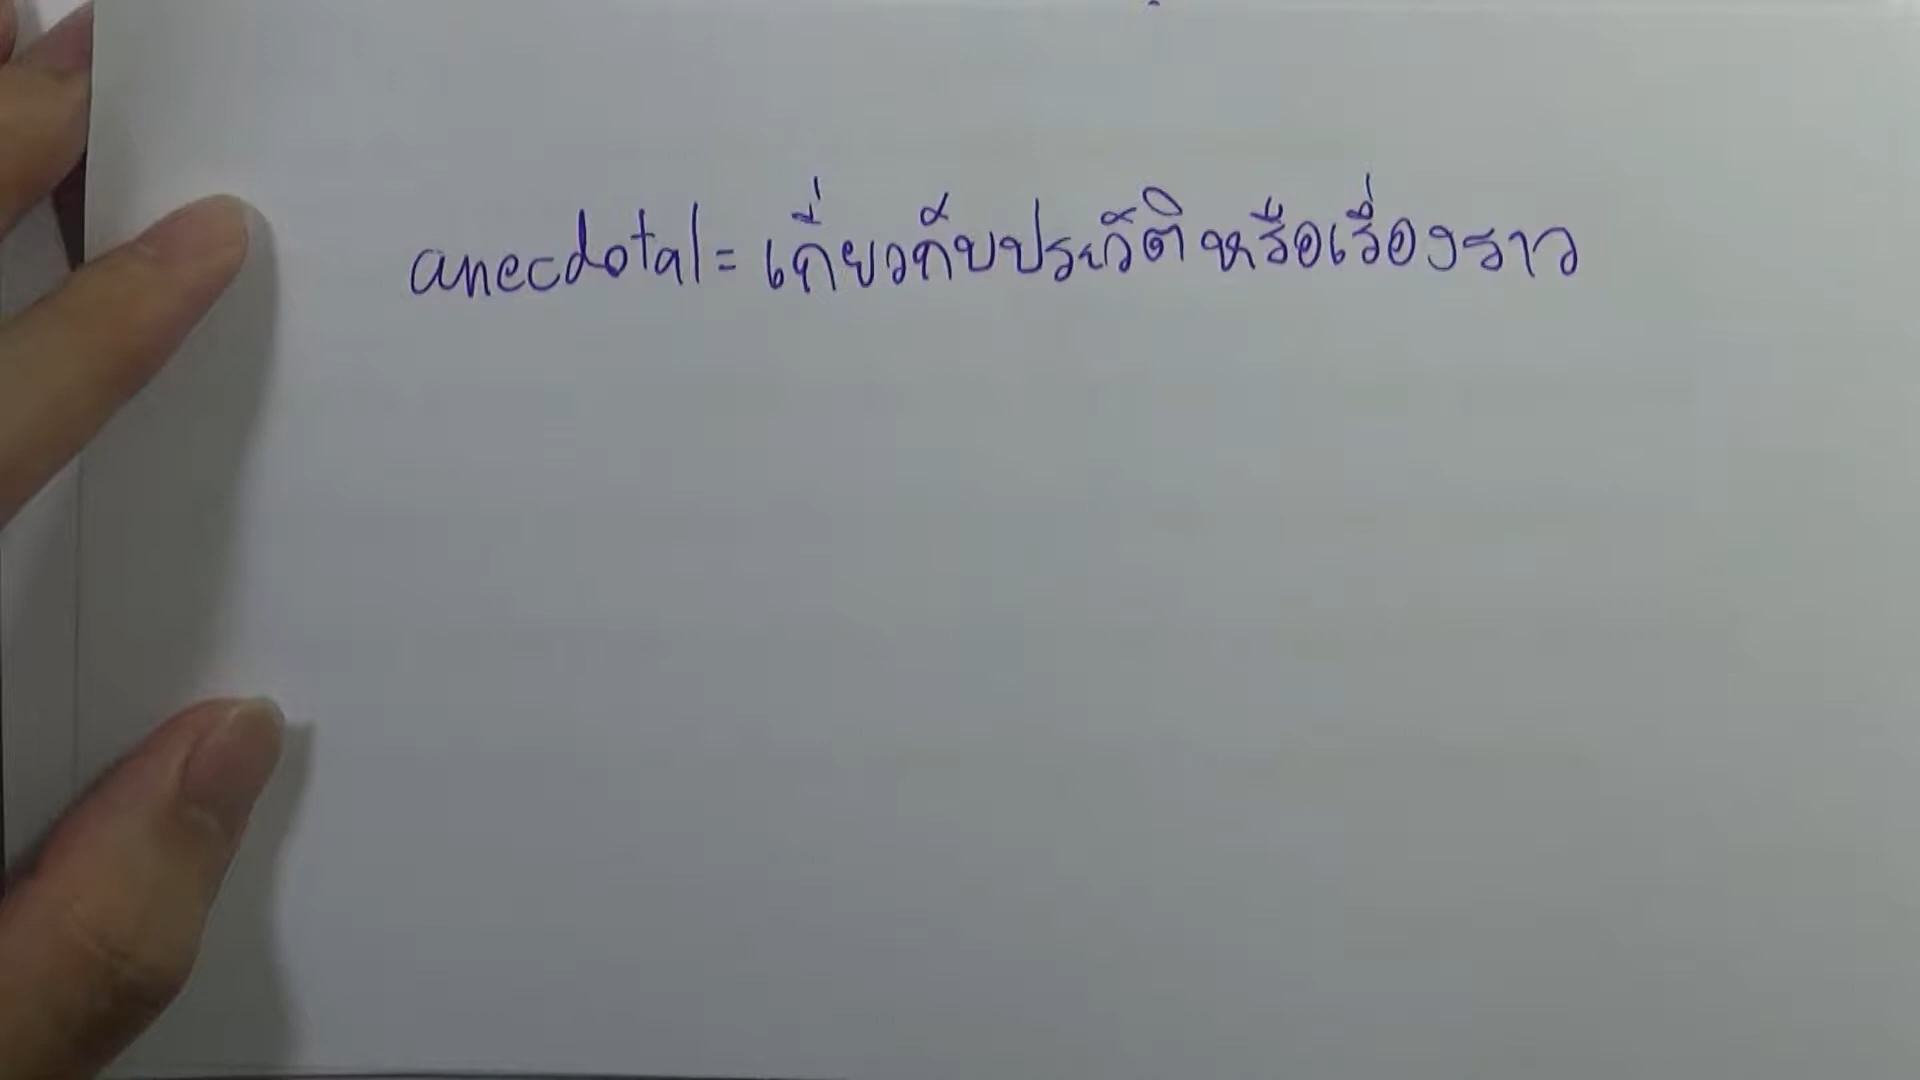 anecdotal = เกี่ยวกับประวัติ หรือเรื่องราว